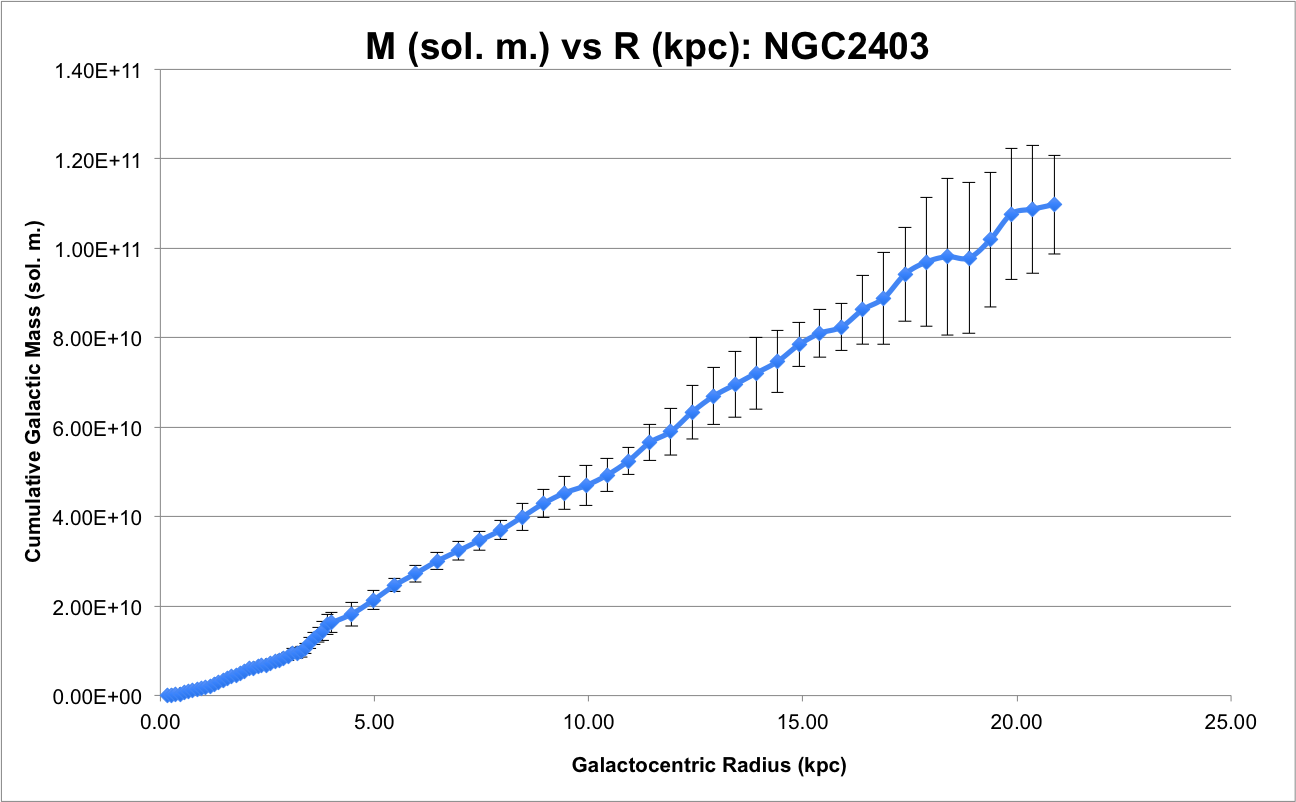 M (sol. m.) vs R (kpc): NGC2403
1.40E+11
1.20E+11
1.00E+11
8.00E+10
6.00E+10
4.00E+10
2.00E+10
0.00E+00
Cumulative Galactic Mass (sol. m.)
0.00 5.00 10.00 15.00 20.00 25.00
Galactocentric Radius (kpc)